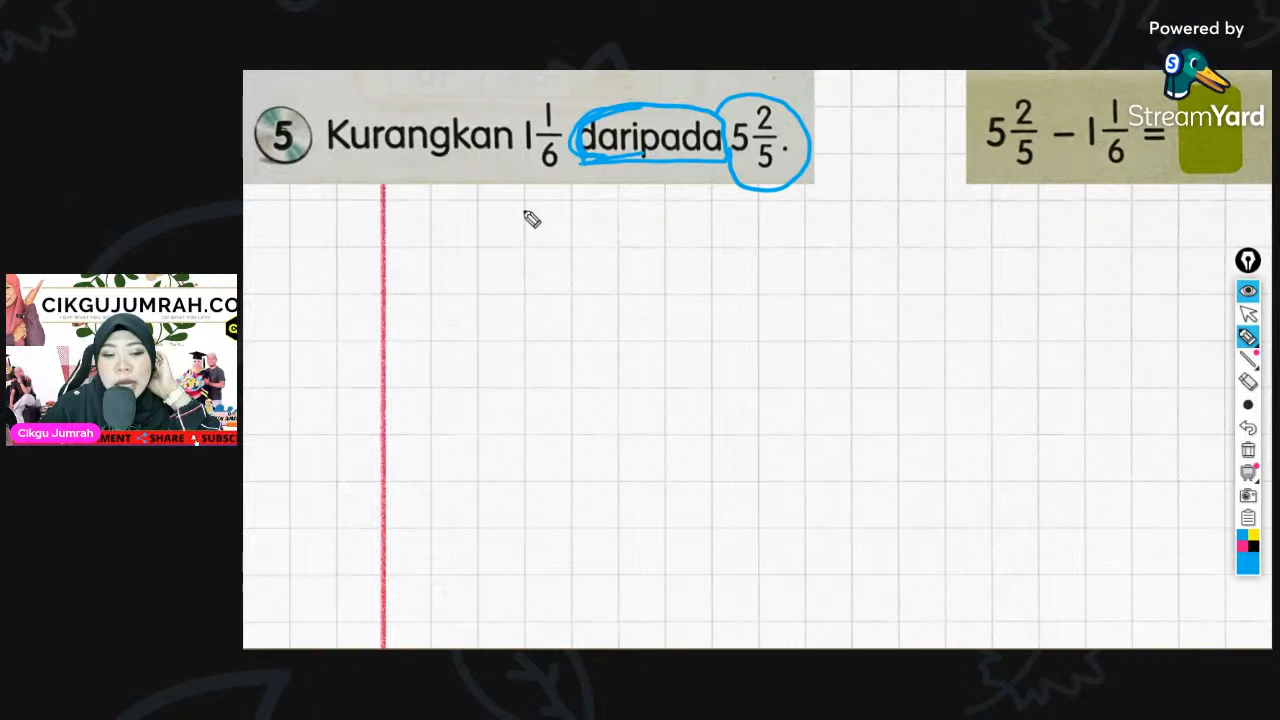 Powered by
StreamYard
5 Kurangkan 1 1/6 daripada 5 2/5.
5 2/5 − 1 1/6 =
CIKGUJUMRAH.CO
Cikgu Jumrah
MENT SHARE SUBSC